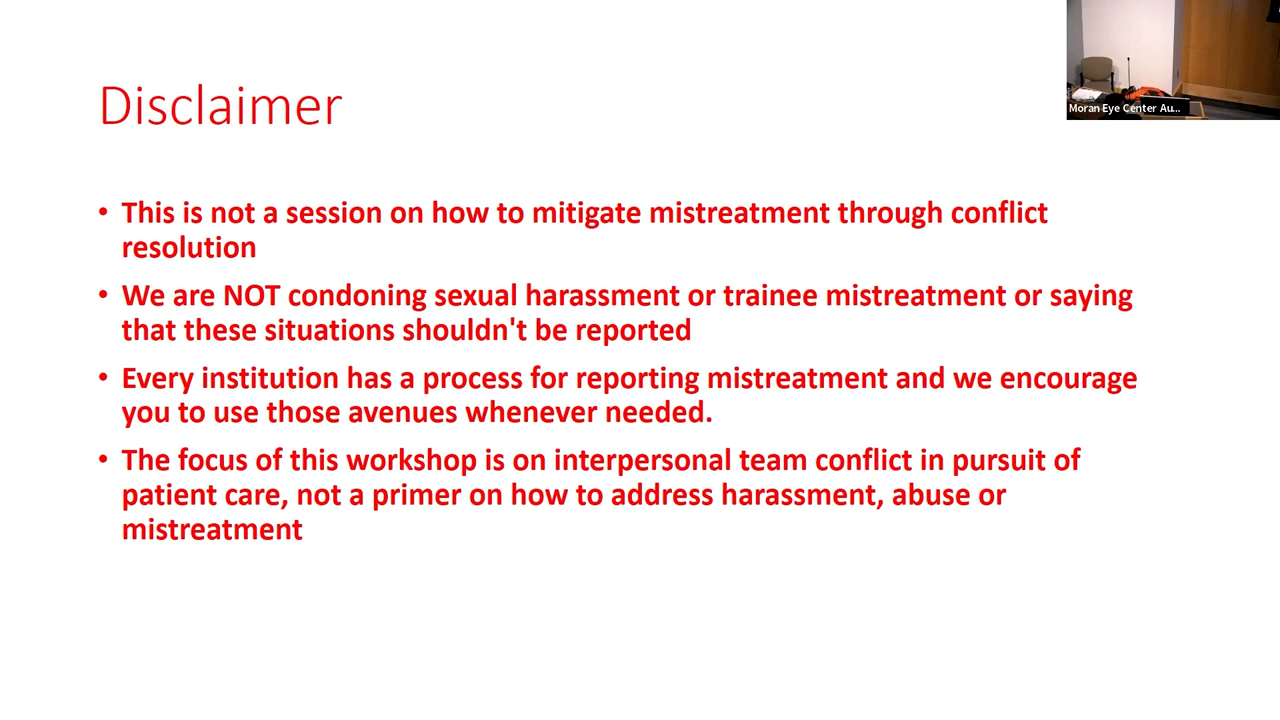 Moran Eye Center Au...
Disclaimer
• This is not a session on how to mitigate mistreatment through conflict
resolution
• We are NOT condoning sexual harassment or trainee mistreatment or saying
that these situations shouldn't be reported
• Every institution has a process for reporting mistreatment and we encourage
you to use those avenues whenever needed.
• The focus of this workshop is on interpersonal team conflict in pursuit of
patient care, not a primer on how to address harassment, abuse or
mistreatment